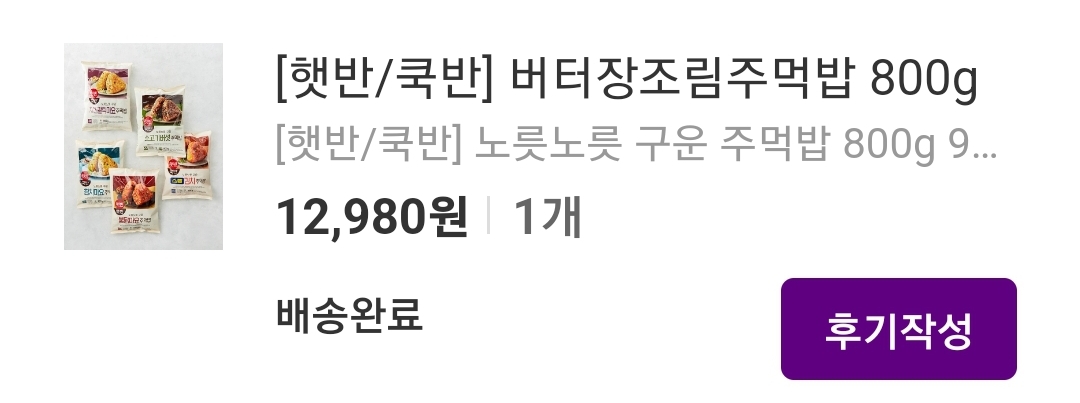 [햇반/쿡반] 버터장조림주먹밥 800g
[햇반/쿡반] 노릇노릇 구운 주먹밥 800g 9...
12,980원 | 1개
배송완료
후기작성